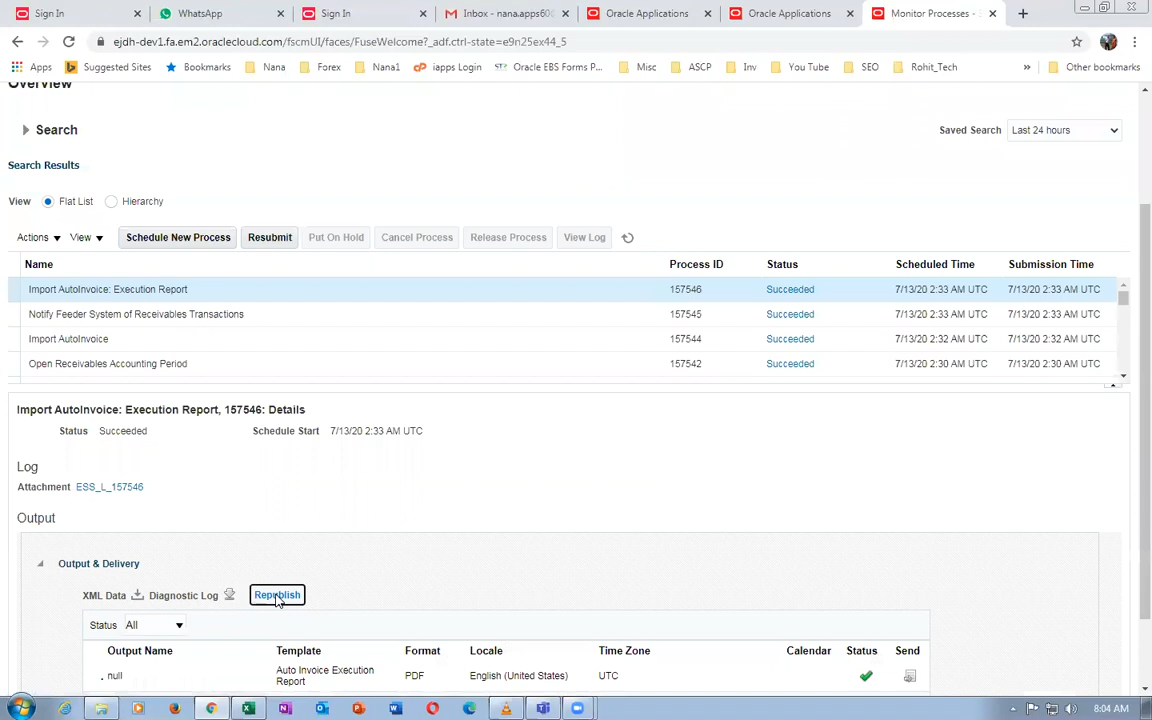 Sign In
WhatsApp
Sign In
Inbox - nana.apps60
Oracle Applications
Oracle Applications
Monitor Processes -
ejdh-dev1.fa.em2.oraclecloud.com/fscmUI/faces/FuseWelcome?_adf.ctrl-state=e9n25ex44_5
Apps Suggested Sites Bookmarks Nana Forex Nana1 iapps Login Oracle EBS Forms P... Misc ASCP Inv You Tube SEO Rohit_Tech » Other bookmarks
Overview
Search
Saved Search Last 24 hours
Search Results
View Flat List Hierarchy
Actions View Schedule New Process Resubmit Put On Hold Cancel Process Release Process View Log
Name Process ID Status Scheduled Time Submission Time
Import AutoInvoice: Execution Report 157546 Succeeded 7/13/20 2:33 AM UTC 7/13/20 2:33 AM UTC
Notify Feeder System of Receivables Transactions 157545 Succeeded 7/13/20 2:33 AM UTC 7/13/20 2:33 AM UTC
Import AutoInvoice 157544 Succeeded 7/13/20 2:32 AM UTC 7/13/20 2:32 AM UTC
Open Receivables Accounting Period 157542 Succeeded 7/13/20 2:30 AM UTC 7/13/20 2:30 AM UTC
Import AutoInvoice: Execution Report, 157546: Details
Status Succeeded Schedule Start 7/13/20 2:33 AM UTC
Log
Attachment ESS_L_157546
Output
Output & Delivery
XML Data Diagnostic Log Republish
Status All
Output Name Template Format Locale Time Zone Calendar Status Send
. null Auto Invoice Execution Report PDF English (United States) UTC
8:04 AM